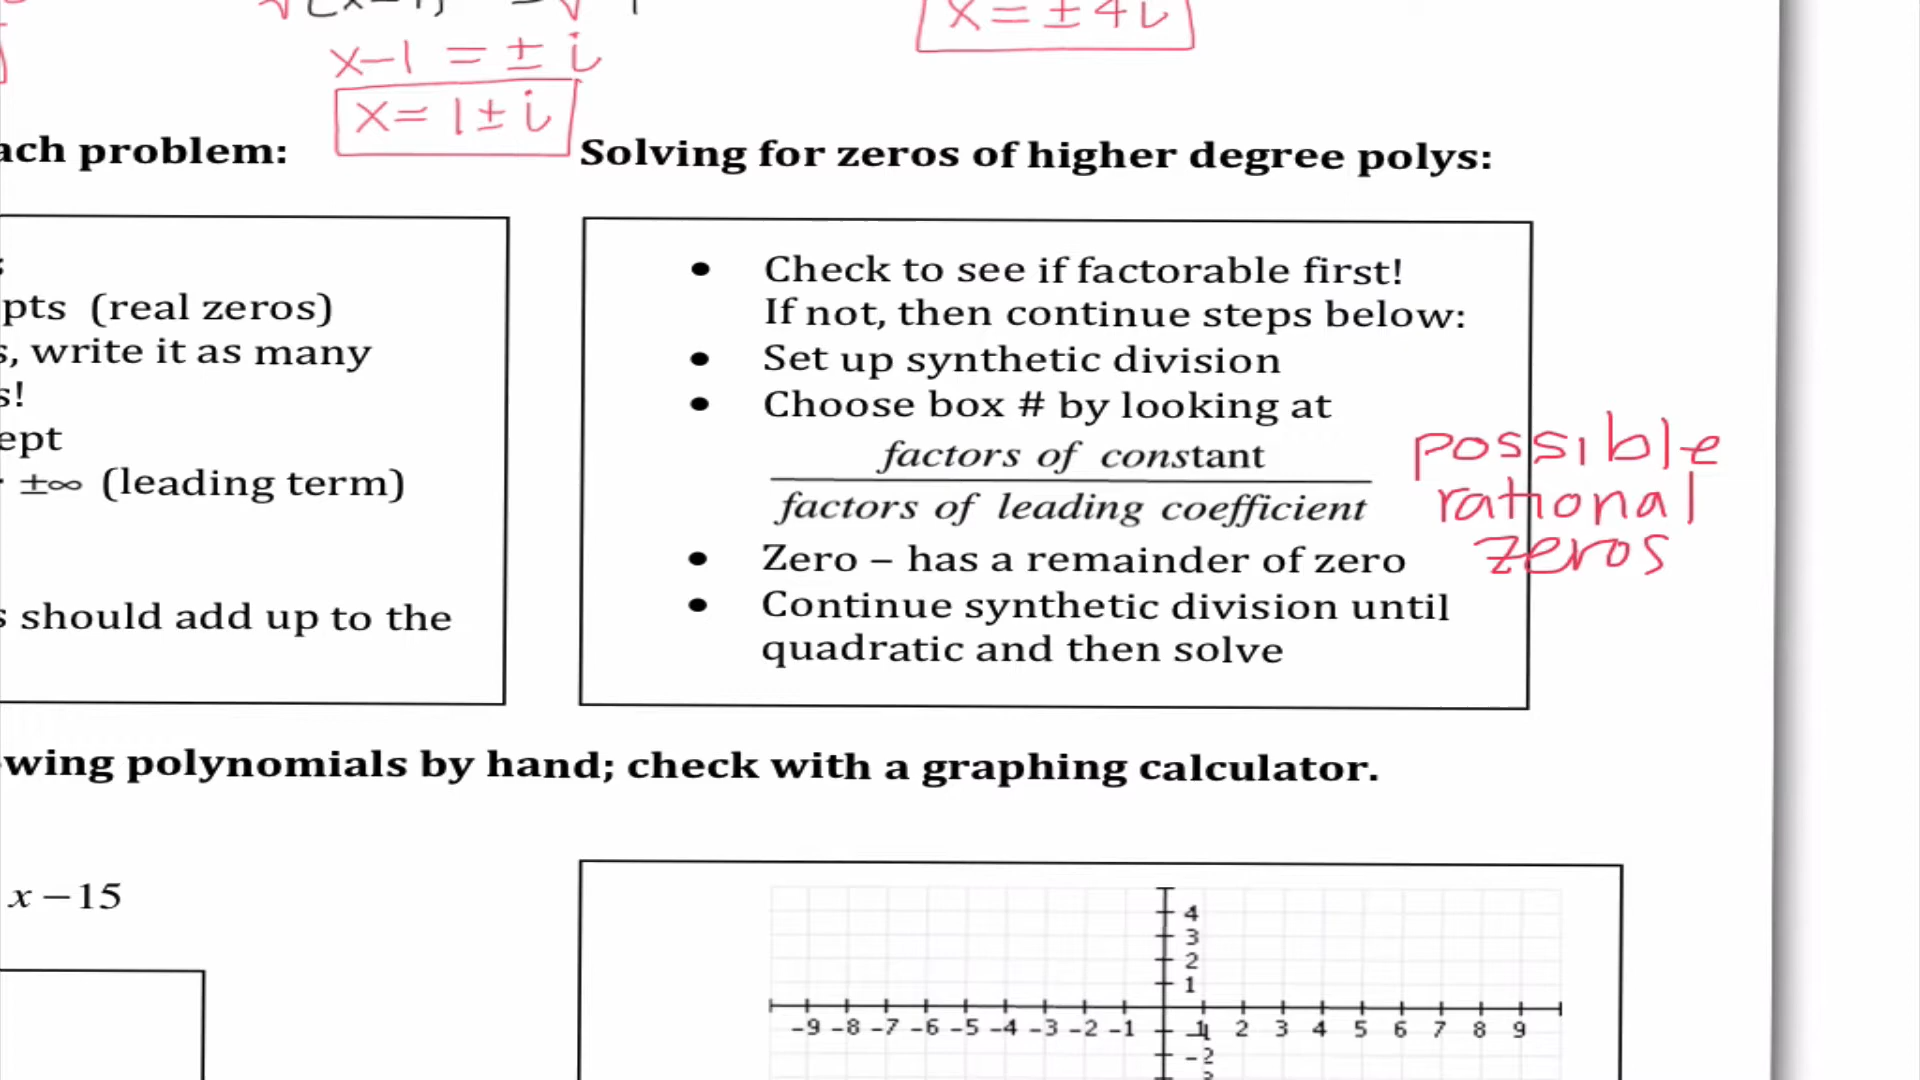 x-1 = ± i
x = ± 4i
x = 1 ± i
ach problem:
Solving for zeros of higher degree polys:
pts (real zeros)
s, write it as many
s!
ept
±∞ (leading term)
s should add up to the
• Check to see if factorable first!
If not, then continue steps below:
• Set up synthetic division
• Choose box # by looking at
factors of constant
factors of leading coefficient
possible
rational
zeros
• Zero – has a remainder of zero
• Continue synthetic division until
quadratic and then solve
wing polynomials by hand; check with a graphing calculator.
x – 15
4
3
2
1
-9 -8 -7 -6 -5 -4 -3 -2 -1 1 2 3 4 5 6 7 8 9
-1
-2